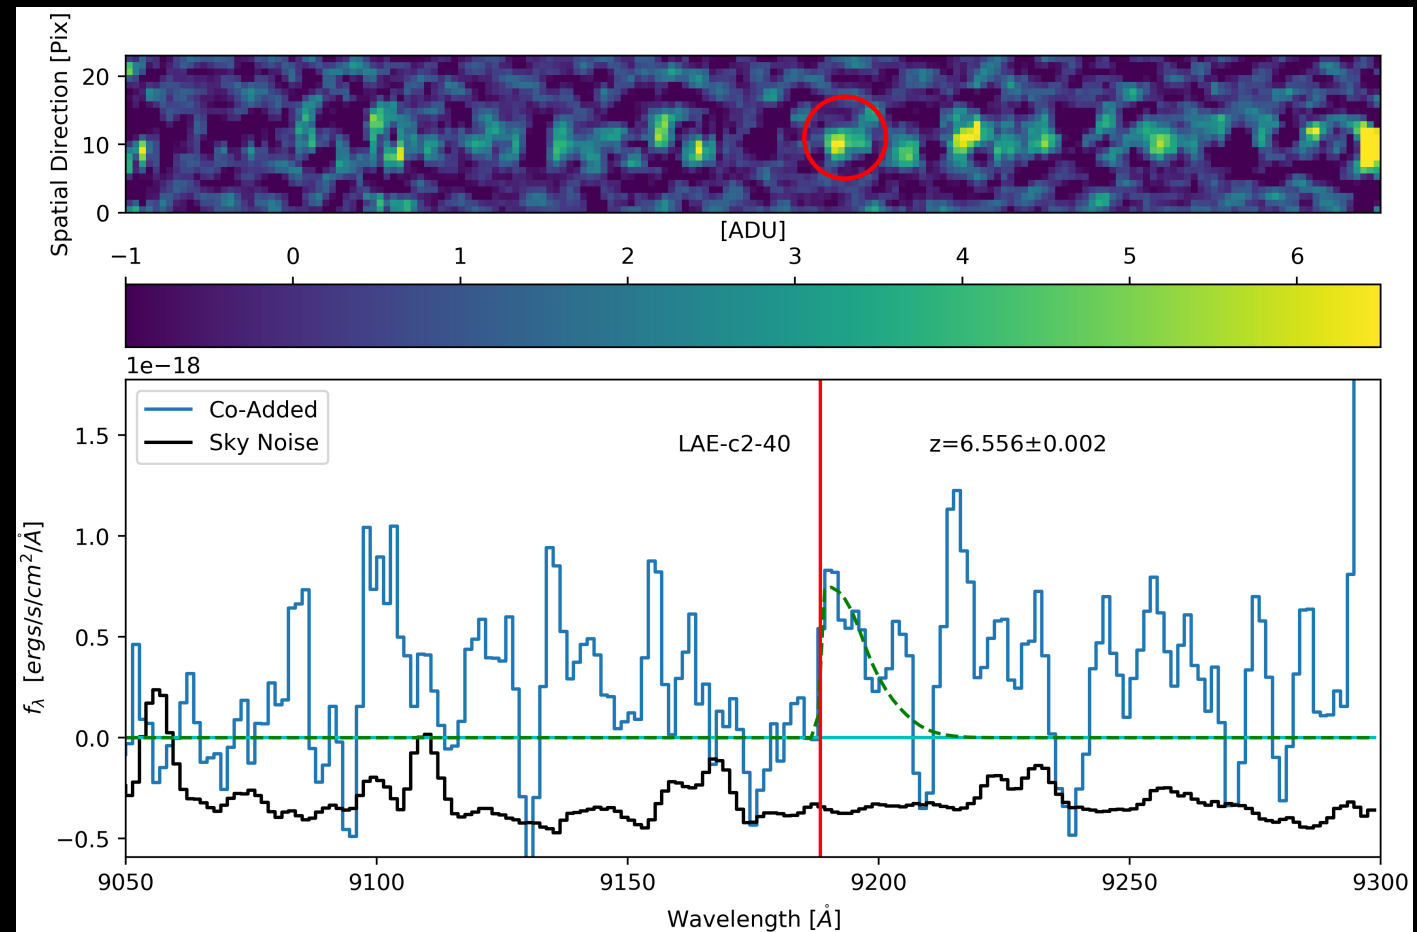 Spatial Direction [Pix]
20
10
0
[ADU]
−1 0 1 2 3 4 5 6
1e−18
Co-Added
Sky Noise
LAE-c2-40 z=6.556±0.002
fλ [ergs/s/cm²/Å]
1.5
1.0
0.5
0.0
−0.5
9050 9100 9150 9200 9250 9300
Wavelength [Å]